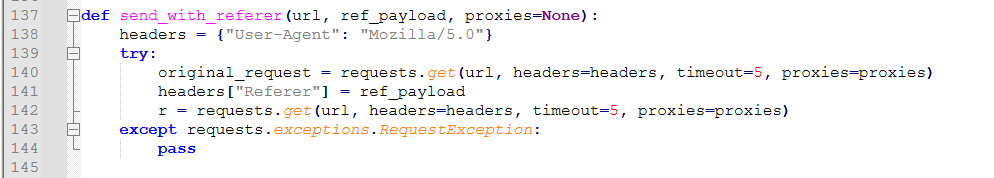 137 def send_with_referer(url, ref_payload, proxies=None):
138     headers = {"User-Agent": "Mozilla/5.0"}
139     try:
140         original_request = requests.get(url, headers=headers, timeout=5, proxies=proxies)
141         headers["Referer"] = ref_payload
142         r = requests.get(url, headers=headers, timeout=5, proxies=proxies)
143     except requests.exceptions.RequestException:
144         pass
145